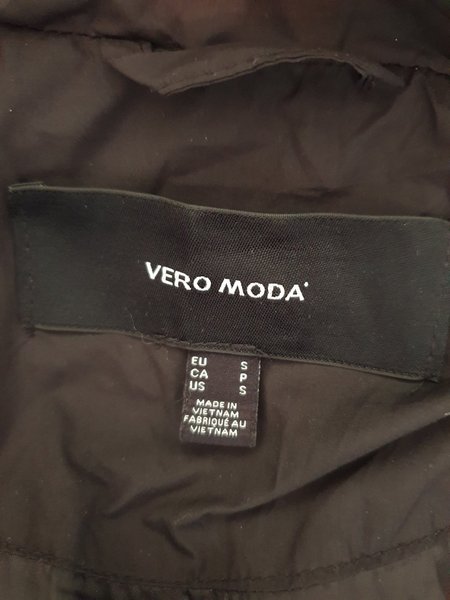 VERO MODA
EU S
CA P
US S
MADE IN
VIETNAM
FABRIQUÉ AU
VIETNAM